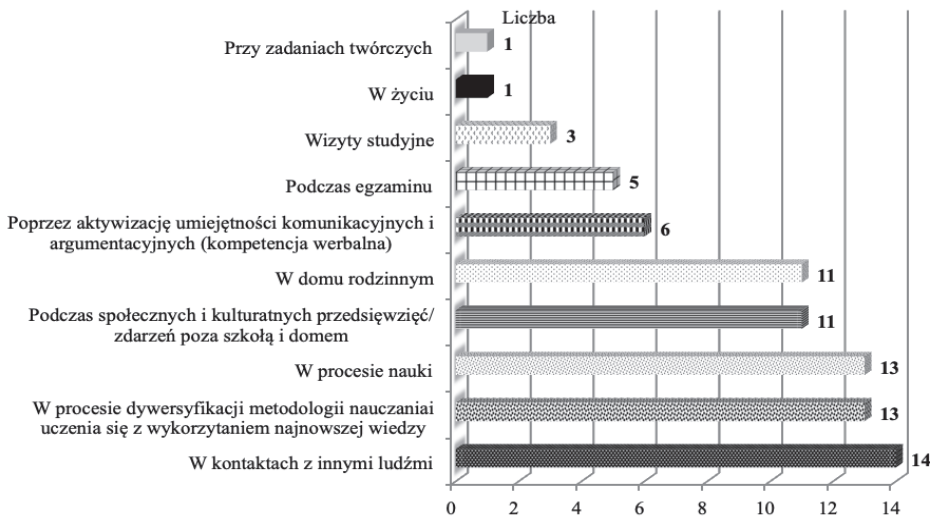 Liczba
Przy zadaniach twórczych
1
W życiu
1
Wizyty studyjne
3
Podczas egzaminu
5
Poprzez aktywizację umiejętności komunikacyjnych i
argumentacyjnych (kompetencja werbalna)
6
W domu rodzinnym
11
Podczas społecznych i kulturatnych przedsięwzięć/
zdarzeń poza szkołą i domem
11
W procesie nauki
13
W procesie dywersyfikacji metodologii nauczaniai
uczenia się z wykorzytaniem najnowszej wiedzy
13
W kontaktach z innymi ludźmi
14
0 2 4 6 8 10 12 14